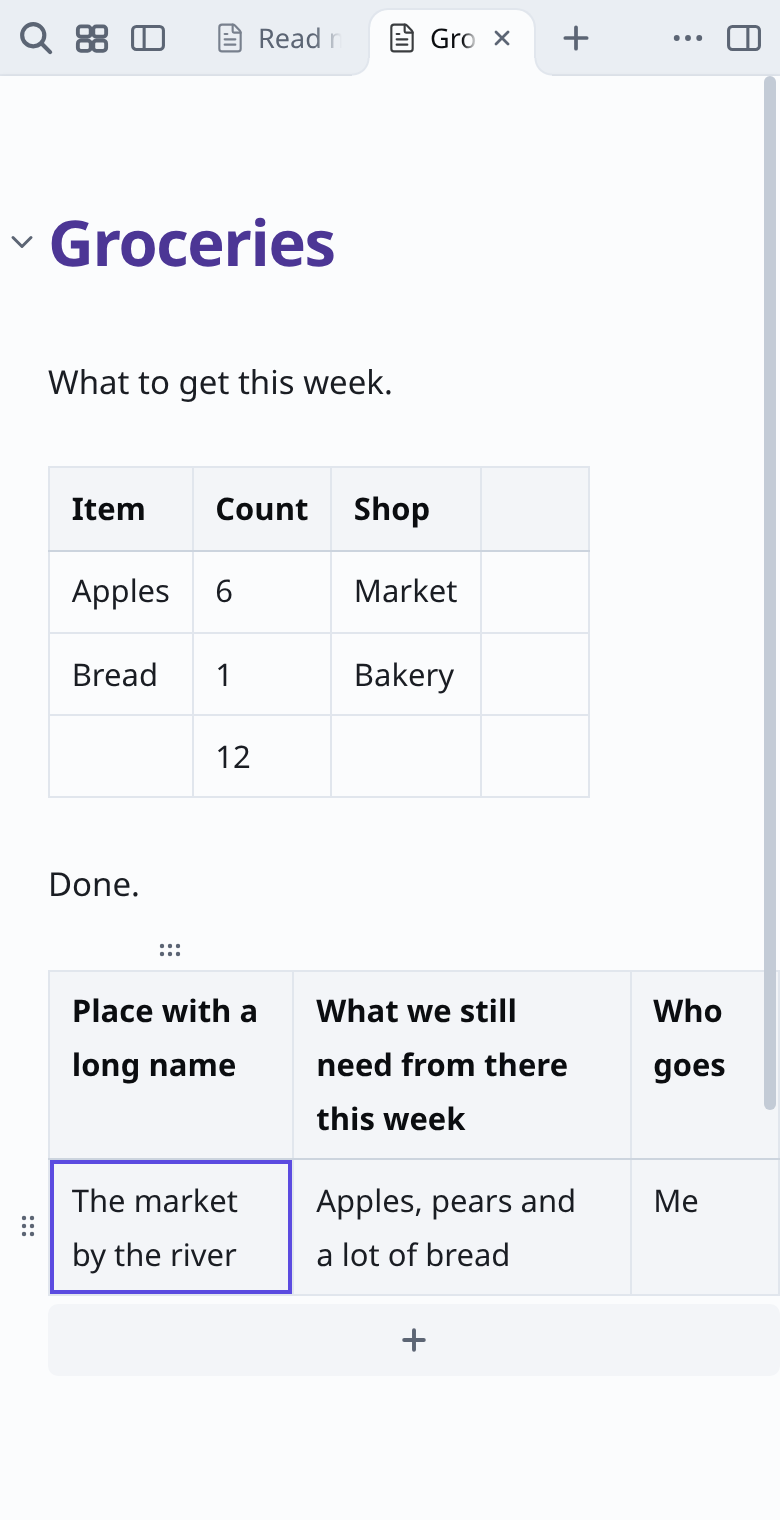 Read n
Gro
Groceries
What to get this week.
Item Count Shop
Apples 6 Market
Bread 1 Bakery
12
Done.
Place with a What we still Who
long name need from there goes
this week
The market Apples, pears and Me
by the river a lot of bread